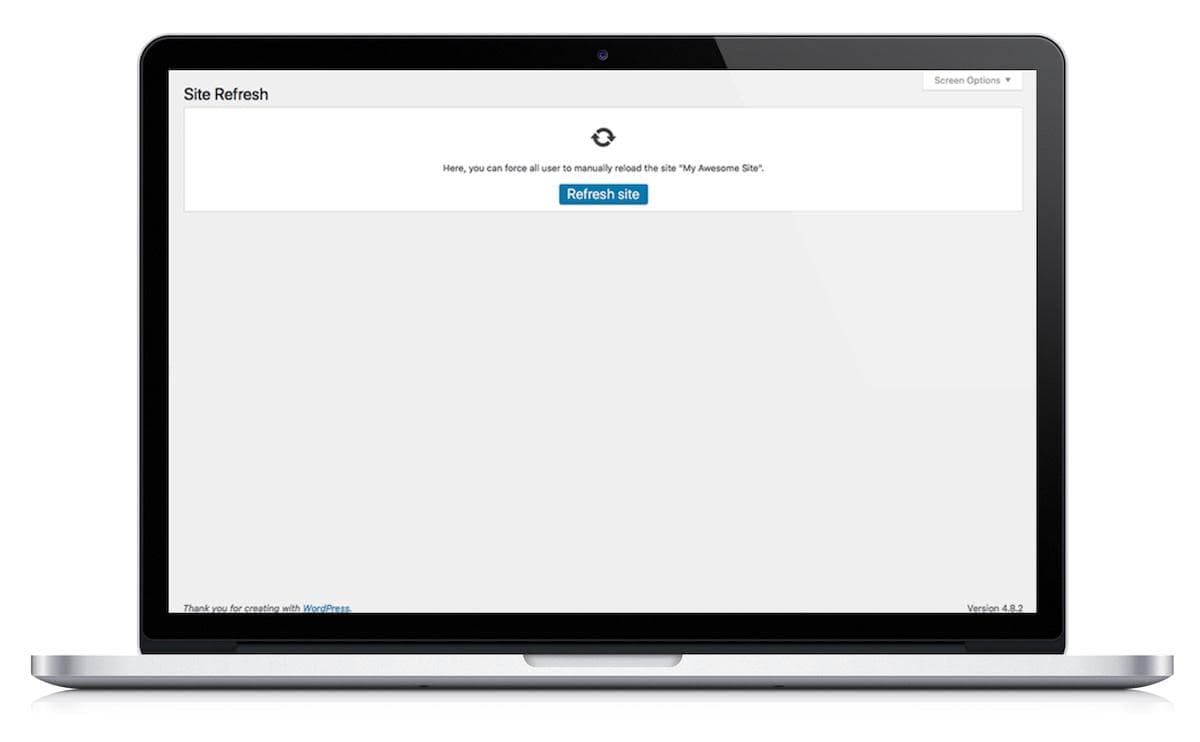 Screen Options ▼
Site Refresh
Here, you can force all user to manually reload the site "My Awesome Site".
Refresh site
Thank you for creating with WordPress.
Version 4.8.2